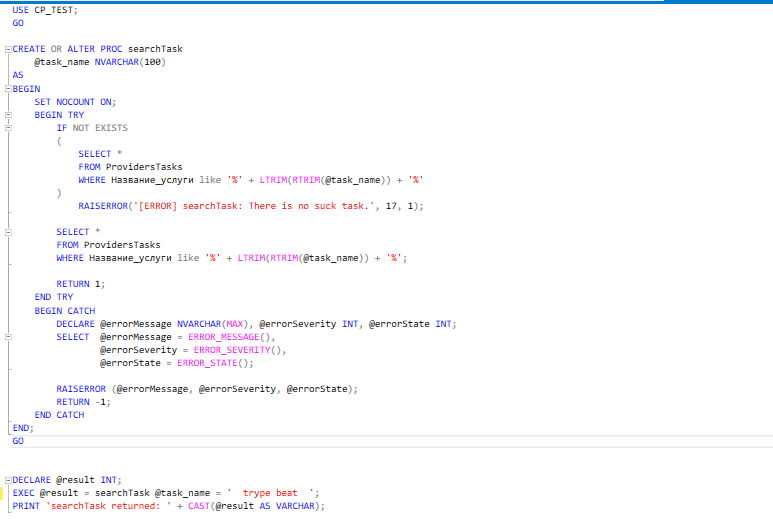 USE CP_TEST;
GO
CREATE OR ALTER PROC searchTask
@task_name NVARCHAR(100)
AS
BEGIN
SET NOCOUNT ON;
BEGIN TRY
IF NOT EXISTS
(
SELECT *
FROM ProvidersTasks
WHERE Название_услуги like '%' + LTRIM(RTRIM(@task_name)) + '%'
)
RAISERROR('[ERROR] searchTask: There is no suck task.', 17, 1);
SELECT *
FROM ProvidersTasks
WHERE Название_услуги like '%' + LTRIM(RTRIM(@task_name)) + '%';
RETURN 1;
END TRY
BEGIN CATCH
DECLARE @errorMessage NVARCHAR(MAX), @errorSeverity INT, @errorState INT;
SELECT  @errorMessage = ERROR_MESSAGE(),
@errorSeverity = ERROR_SEVERITY(),
@errorState = ERROR_STATE();
RAISERROR (@errorMessage, @errorSeverity, @errorState);
RETURN -1;
END CATCH
END;
GO
DECLARE @result INT;
EXEC @result = searchTask @task_name = '  trype beat  ';
PRINT 'searchTask returned: ' + CAST(@result AS VARCHAR);